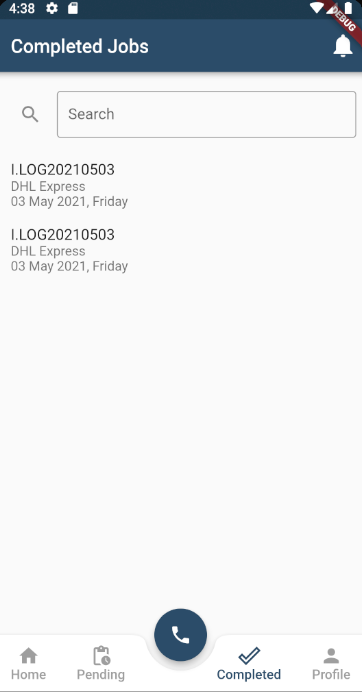 4:38
DEBUG
Completed Jobs
Search
I.LOG20210503
DHL Express
03 May 2021, Friday
I.LOG20210503
DHL Express
03 May 2021, Friday
Home
Pending
Completed
Profile